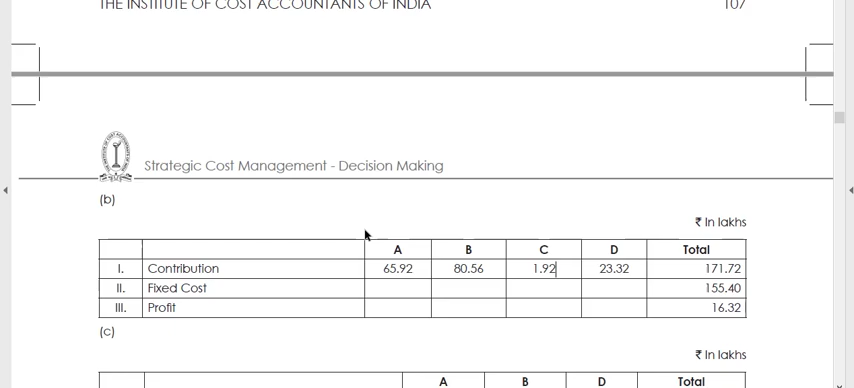 THE INSTITUTE OF COST ACCOUNTANTS OF INDIA 107
Strategic Cost Management - Decision Making
(b)
₹ In lakhs
A B C D Total
I. Contribution 65.92 80.56 1.92 23.32 171.72
II. Fixed Cost 155.40
III. Profit 16.32
(c)
₹ In lakhs
A B D Total